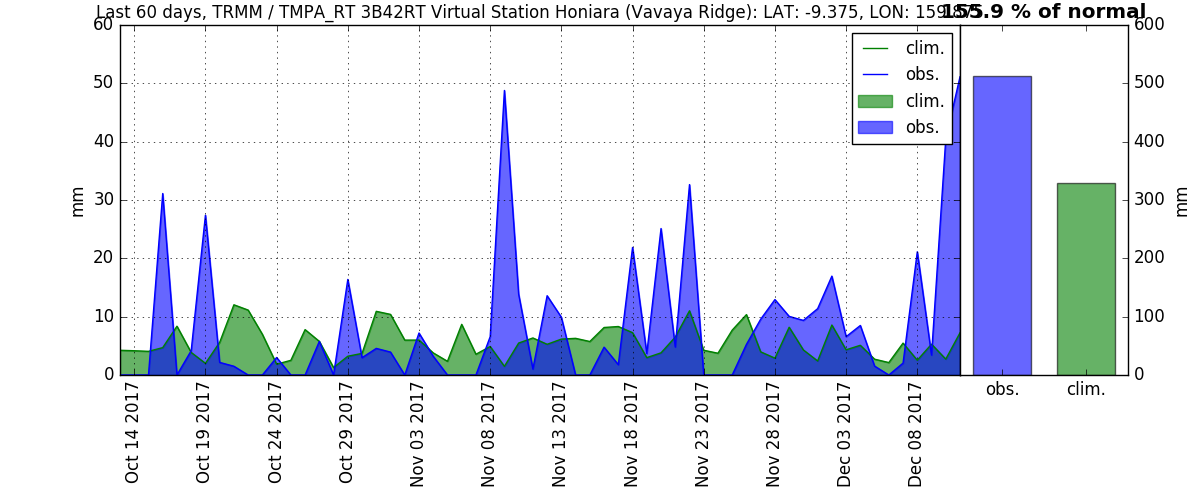 Last 60 days, TRMM / TMPA_RT 3B42RT Virtual Station Honiara (Vavaya Ridge): LAT: -9.375, LON:
155.9 % of normal
60
50
40
30
20
10
0
mm
clim.
obs.
clim.
obs.
Oct 14 2017
Oct 19 2017
Oct 24 2017
Oct 29 2017
Nov 03 2017
Nov 08 2017
Nov 13 2017
Nov 18 2017
Nov 23 2017
Nov 28 2017
Dec 03 2017
Dec 08 2017
600
500
400
300
200
100
0
mm
obs.
clim.